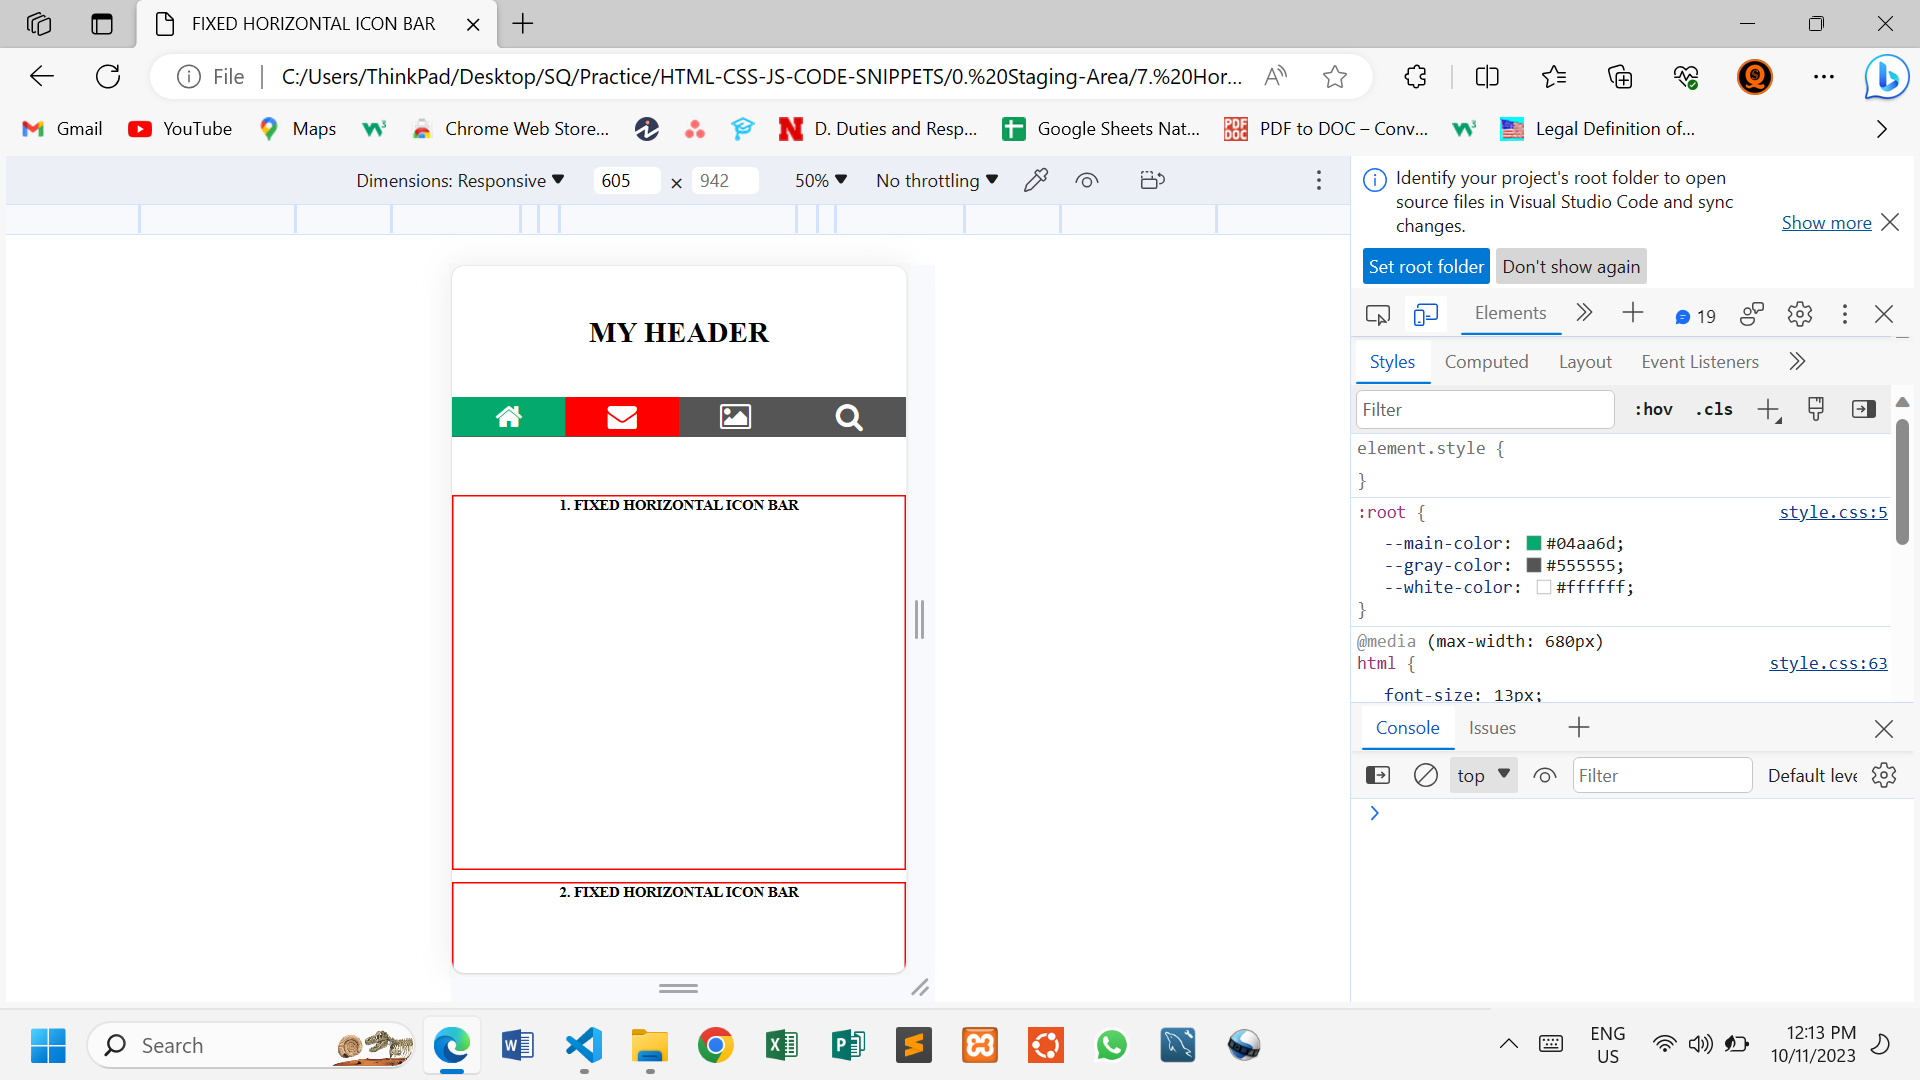 FIXED HORIZONTAL ICON BAR
File
C:/Users/ThinkPad/Desktop/SQ/Practice/HTML-CSS-JS-CODE-SNIPPETS/0.%20Staging-Area/7.%20Hor...
Gmail
YouTube
Maps
Chrome Web Store...
D. Duties and Resp...
Google Sheets Nat...
PDF to DOC – Conv...
Legal Definition of...
Dimensions: Responsive
605 × 942
50%
No throttling
MY HEADER
1. FIXED HORIZONTAL ICON BAR
2. FIXED HORIZONTAL ICON BAR
Identify your project's root folder to open
source files in Visual Studio Code and sync
changes.
Show more
Set root folder
Don't show again
Elements
19
Styles
Computed
Layout
Event Listeners
Filter
:hov
.cls
element.style {
}
:root {
style.css:5
--main-color: #04aa6d;
--gray-color: #555555;
--white-color: #ffffff;
}
@media (max-width: 680px)
html {
style.css:63
font-size: 13px;
Console
Issues
top
Filter
Default leve
Search
ENG
US
12:13 PM
10/11/2023